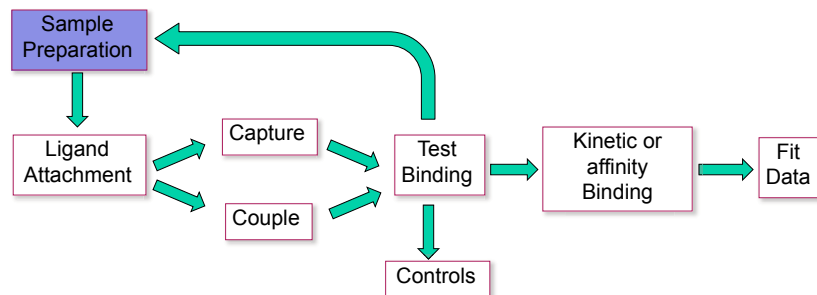 Sample
Preparation
Ligand
Attachment
Capture
Couple
Test
Binding
Controls
Kinetic or
affinity
Binding
Fit
Data